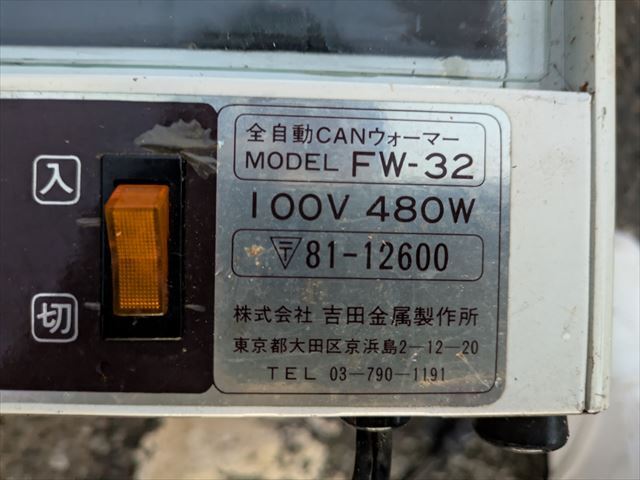 入
切
全自動CANウォーマー
MODEL FW-32
100V 480W
〒81-12600
株式会社 吉田金属製作所
東京都大田区京浜島2-12-20
TEL 03-790-1191